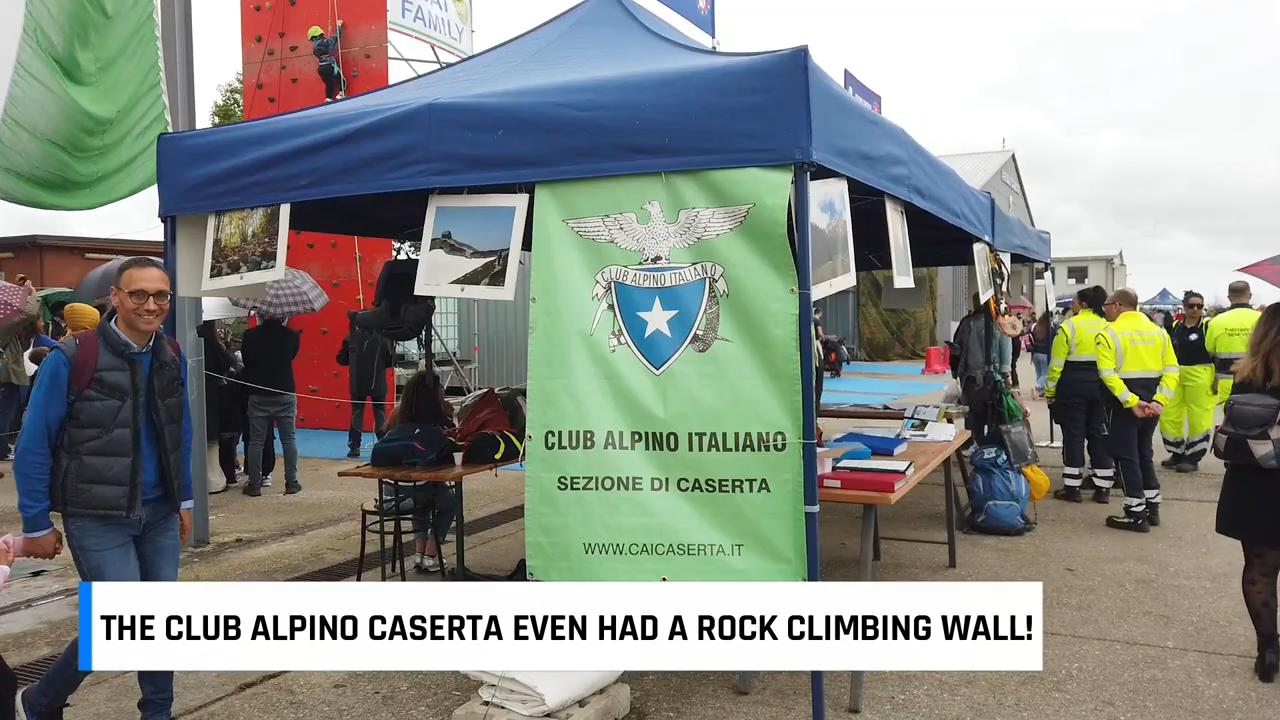 FAMILY
CLUB ALPINO ITALIANO
CLUB ALPINO ITALIANO
SEZIONE DI CASERTA
WWW.CAICASERTA.IT
THE CLUB ALPINO CASERTA EVEN HAD A ROCK CLIMBING WALL!